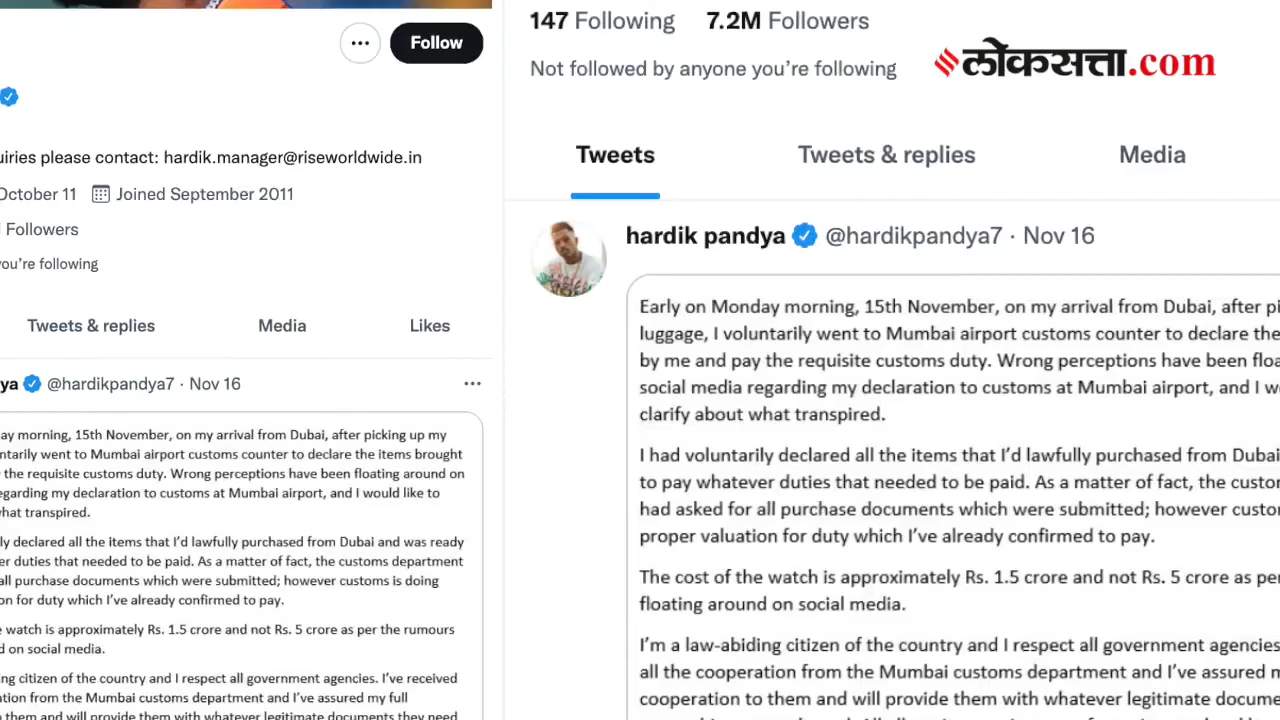 Follow
uiries please contact: hardik.manager@riseworldwide.in
October 11 Joined September 2011
Followers
you're following
Tweets & replies Media Likes
ya @hardikpandya7 · Nov 16
ay morning, 15th November, on my arrival from Dubai, after picking up my
ntarily went to Mumbai airport customs counter to declare the items brought
the requisite customs duty. Wrong perceptions have been floating around on
egarding my declaration to customs at Mumbai airport, and I would like to
hat transpired.
ly declared all the items that I'd lawfully purchased from Dubai and was ready
er duties that needed to be paid. As a matter of fact, the customs department
all purchase documents which were submitted; however customs is doing
on for duty which I've already confirmed to pay.
e watch is approximately Rs. 1.5 crore and not Rs. 5 crore as per the rumours
d on social media.
ing citizen of the country and I respect all government agencies. I've received
ation from the Mumbai customs department and I've assured my full
to them and will provide them with whatever legitimate documents they need
147 Following 7.2M Followers
Not followed by anyone you're following
लोकसत्ता.com
Tweets Tweets & replies Media
hardik pandya @hardikpandya7 · Nov 16
Early on Monday morning, 15th November, on my arrival from Dubai, after pi
luggage, I voluntarily went to Mumbai airport customs counter to declare the
by me and pay the requisite customs duty. Wrong perceptions have been floa
social media regarding my declaration to customs at Mumbai airport, and I w
clarify about what transpired.
I had voluntarily declared all the items that I'd lawfully purchased from Dubai
to pay whatever duties that needed to be paid. As a matter of fact, the custo
had asked for all purchase documents which were submitted; however custo
proper valuation for duty which I've already confirmed to pay.
The cost of the watch is approximately Rs. 1.5 crore and not Rs. 5 crore as pe
floating around on social media.
I'm a law-abiding citizen of the country and I respect all government agencies
all the cooperation from the Mumbai customs department and I've assured m
cooperation to them and will provide them with whatever legitimate docume